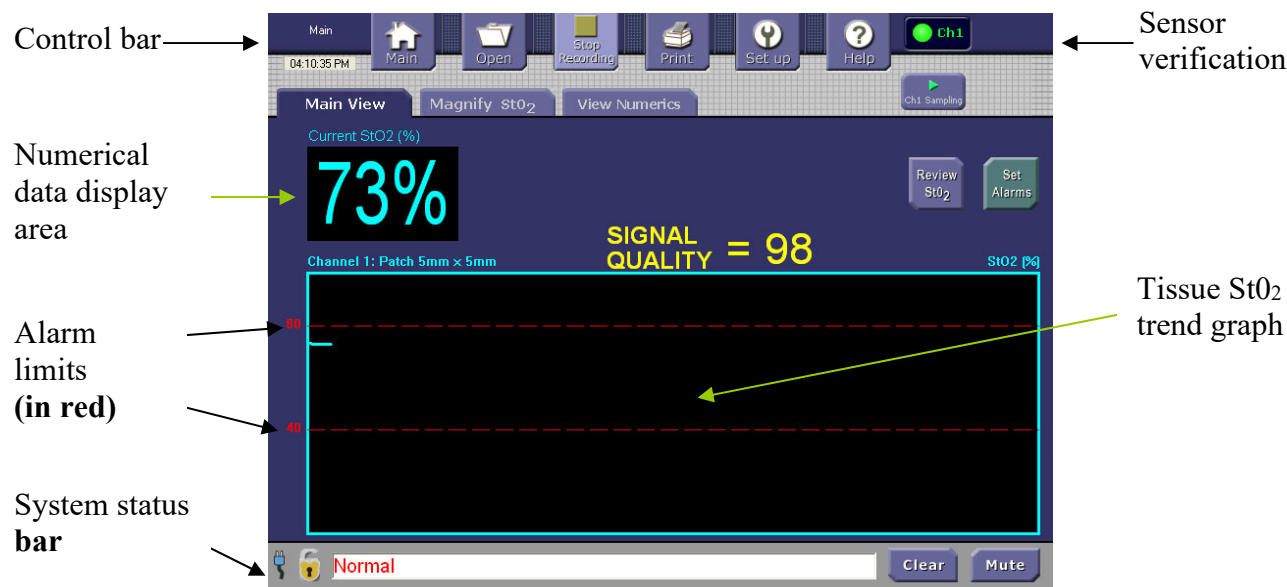 Control bar
Sensor
verification
Main
Main
Open
Stop
Recording
Print
Set up
Help
Ch1
04:10:35 PM
Ch1 Sampling
Main View
Magnify St0₂
View Numerics
Current StO2 (%)
73%
Numerical
data display
area
Review
St0₂
Set
Alarms
SIGNAL
QUALITY = 98
Channel 1: Patch 5mm x 5mm
StO2 (%)
Tissue St0₂
trend graph
80
Alarm
limits
(in red)
40
System status
bar
Normal
Clear
Mute